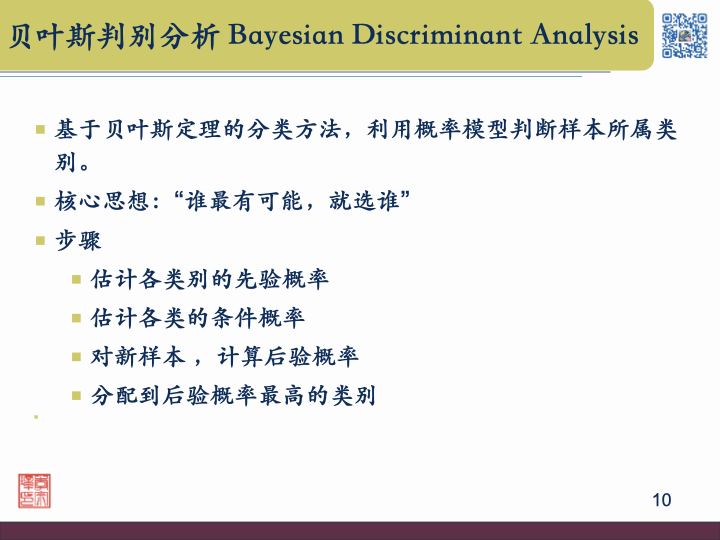 贝叶斯判别分析 Bayesian Discriminant Analysis
基于贝叶斯定理的分类方法，利用概率模型判断样本所属类
别。
核心思想：“谁最有可能，就选谁”
步骤
估计各类别的先验概率
估计各类的条件概率
对新样本 ，计算后验概率
分配到后验概率最高的类别
10